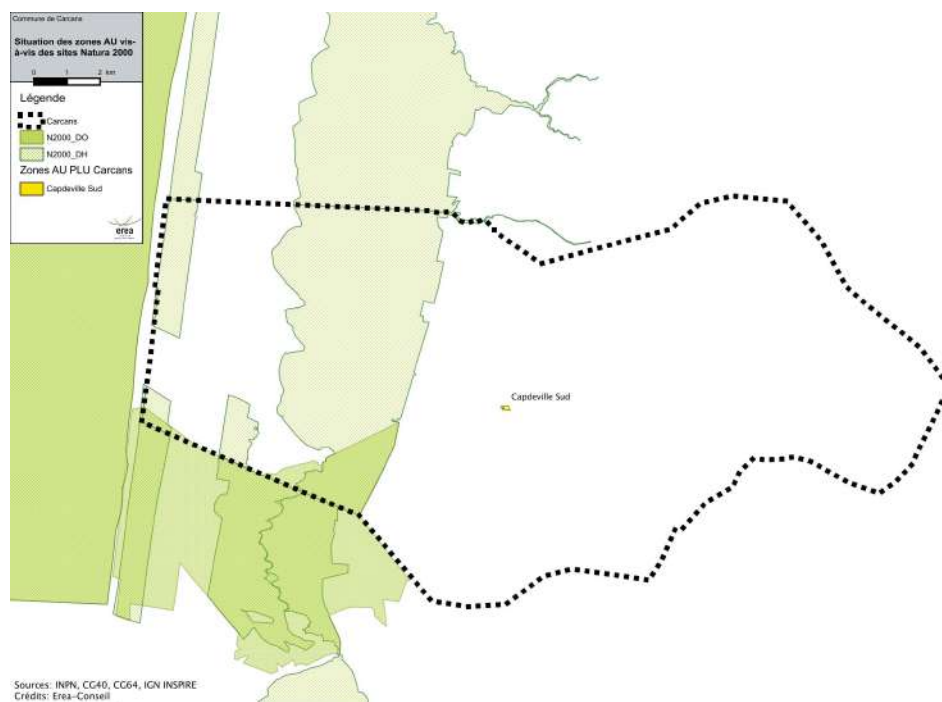 Commune de Carcans
Situation des zones AU vis-
à-vis des sites Natura 2000
0 1 2 km
Légende
Carcans
N2000_DO
N2000_DH
Zones AU PLU Carcans
Capdeville Sud
erea
Capdeville Sud
Sources: INPN, CG40, CG64, IGN INSPIRE
Crédits: Erea-Conseil